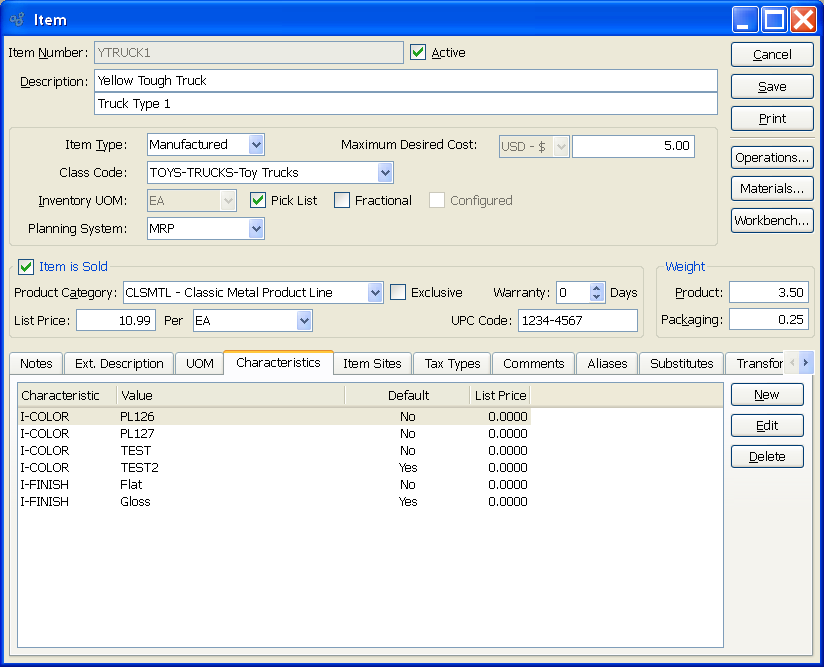 Item
Item Number: YTRUCK1 Active Cancel
Description: Yellow Tough Truck Save
Truck Type 1 Print
Item Type: Manufactured Maximum Desired Cost: USD - $ 5.00 Operations...
Class Code: TOYS-TRUCKS-Toy Trucks Materials...
Inventory UOM: EA Pick List Fractional Configured Workbench...
Planning System: MRP
Item is Sold Weight
Product Category: CLSMTL - Classic Metal Product Line Exclusive Warranty: 0 Days Product: 3.50
List Price: 10.99 Per EA UPC Code: 1234-4567 Packaging: 0.25
Notes Ext. Description UOM Characteristics Item Sites Tax Types Comments Aliases Substitutes Transfor
Characteristic Value Default List Price New
I-COLOR PL126 No 0.0000
I-COLOR PL127 No 0.0000 Edit
I-COLOR TEST No 0.0000 Delete
I-COLOR TEST2 Yes 0.0000
I-FINISH Flat No 0.0000
I-FINISH Gloss Yes 0.0000